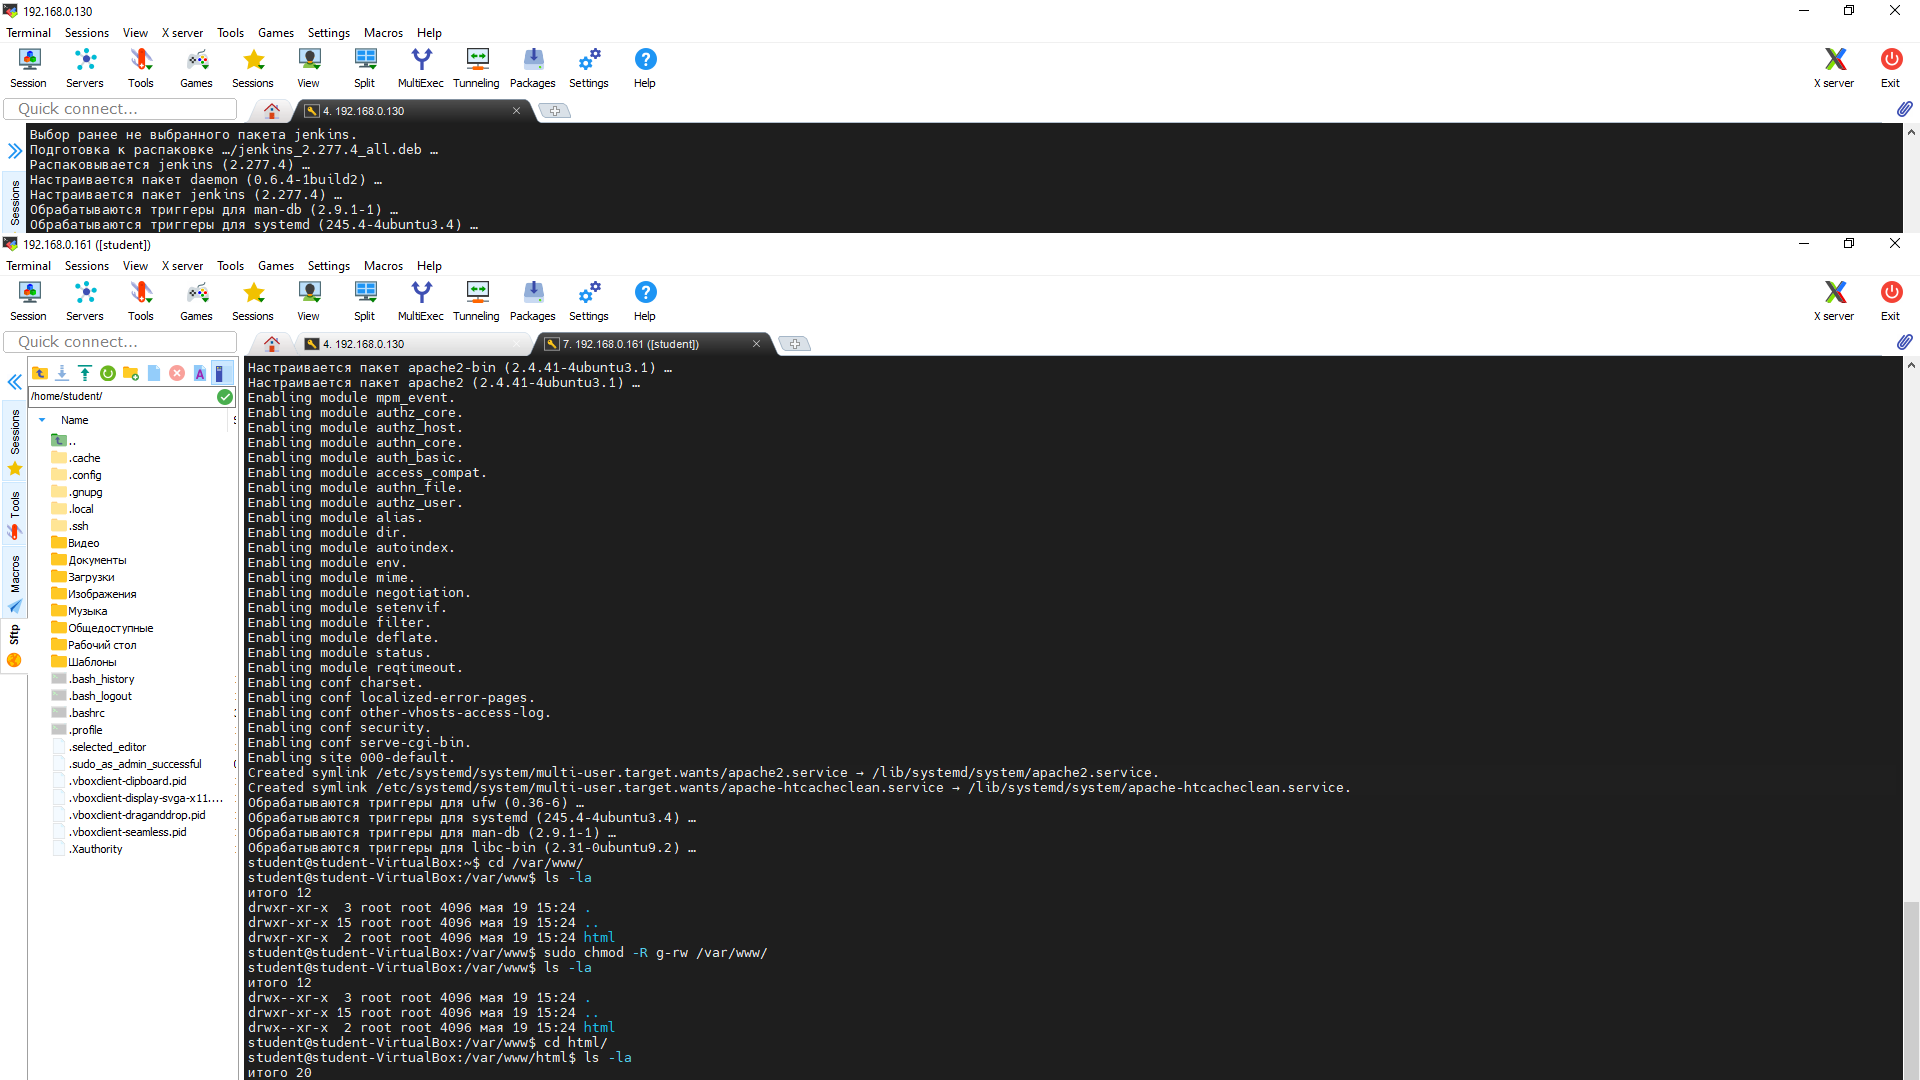 192.168.0.130
Terminal Sessions View X server Tools Games Settings Macros Help
Session Servers Tools Games Sessions View Split MultiExec Tunneling Packages Settings Help X server Exit
Quick connect... 4. 192.168.0.130
Выбор ранее не выбранного пакета jenkins.
Подготовка к распаковке …/jenkins_2.277.4_all.deb …
Распаковывается jenkins (2.277.4) …
Настраивается пакет daemon (0.6.4-1build2) …
Настраивается пакет jenkins (2.277.4) …
Обрабатываются триггеры для man-db (2.9.1-1) …
Обрабатываются триггеры для systemd (245.4-4ubuntu3.4) …
Sessions
192.168.0.161 ([student])
Terminal Sessions View X server Tools Games Settings Macros Help
Session Servers Tools Games Sessions View Split MultiExec Tunneling Packages Settings Help X server Exit
Quick connect... 4. 192.168.0.130 7. 192.168.0.161 ([student])
Sessions
Tools
Macros
Sftp
/home/student/
Name
..
.cache
.config
.gnupg
.local
.ssh
Видео
Документы
Загрузки
Изображения
Музыка
Общедоступные
Рабочий стол
Шаблоны
.bash_history
.bash_logout
.bashrc
.profile
.selected_editor
.sudo_as_admin_successful
.vboxclient-clipboard.pid
.vboxclient-display-svga-x11....
.vboxclient-draganddrop.pid
.vboxclient-seamless.pid
.Xauthority
Настраивается пакет apache2-bin (2.4.41-4ubuntu3.1) …
Настраивается пакет apache2 (2.4.41-4ubuntu3.1) …
Enabling module mpm_event.
Enabling module authz_core.
Enabling module authz_host.
Enabling module authn_core.
Enabling module auth_basic.
Enabling module access_compat.
Enabling module authn_file.
Enabling module authz_user.
Enabling module alias.
Enabling module dir.
Enabling module autoindex.
Enabling module env.
Enabling module mime.
Enabling module negotiation.
Enabling module setenvif.
Enabling module filter.
Enabling module deflate.
Enabling module status.
Enabling module reqtimeout.
Enabling conf charset.
Enabling conf localized-error-pages.
Enabling conf other-vhosts-access-log.
Enabling conf security.
Enabling conf serve-cgi-bin.
Enabling site 000-default.
Created symlink /etc/systemd/system/multi-user.target.wants/apache2.service → /lib/systemd/system/apache2.service.
Created symlink /etc/systemd/system/multi-user.target.wants/apache-htcacheclean.service → /lib/systemd/system/apache-htcacheclean.service.
Обрабатываются триггеры для ufw (0.36-6) …
Обрабатываются триггеры для systemd (245.4-4ubuntu3.4) …
Обрабатываются триггеры для man-db (2.9.1-1) …
Обрабатываются триггеры для libc-bin (2.31-0ubuntu9.2) …
student@student-VirtualBox:~$ cd /var/www/
student@student-VirtualBox:/var/www$ ls -la
итого 12
drwxr-xr-x  3 root root 4096 мая 19 15:24 .
drwxr-xr-x 15 root root 4096 мая 19 15:24 ..
drwxr-xr-x  2 root root 4096 мая 19 15:24 html
student@student-VirtualBox:/var/www$ sudo chmod -R g-rw /var/www/
student@student-VirtualBox:/var/www$ ls -la
итого 12
drwx--xr-x  3 root root 4096 мая 19 15:24 .
drwxr-xr-x 15 root root 4096 мая 19 15:24 ..
drwx--xr-x  2 root root 4096 мая 19 15:24 html
student@student-VirtualBox:/var/www$ cd html/
student@student-VirtualBox:/var/www/html$ ls -la
итого 20